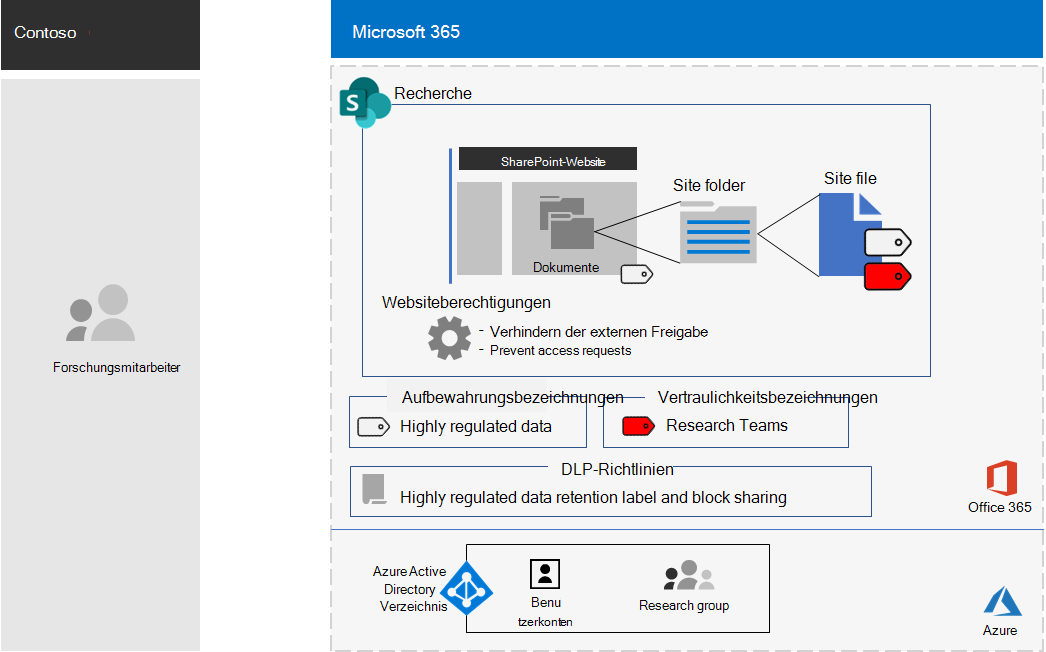 Contoso
Microsoft 365
S
Recherche
SharePoint-Website
Site folder
Site file
Dokumente
Websiteberechtigungen
- Verhindern der externen Freigabe
- Prevent access requests
Forschungsmitarbeiter
Aufbewahrungsbezeichnungen
Vertraulichkeitsbezeichnungen
Highly regulated data
Research Teams
DLP-Richtlinien
Highly regulated data retention label and block sharing
Office 365
Azure Active
Directory
Verzeichnis
Benu
tzerkonten
Research group
Azure